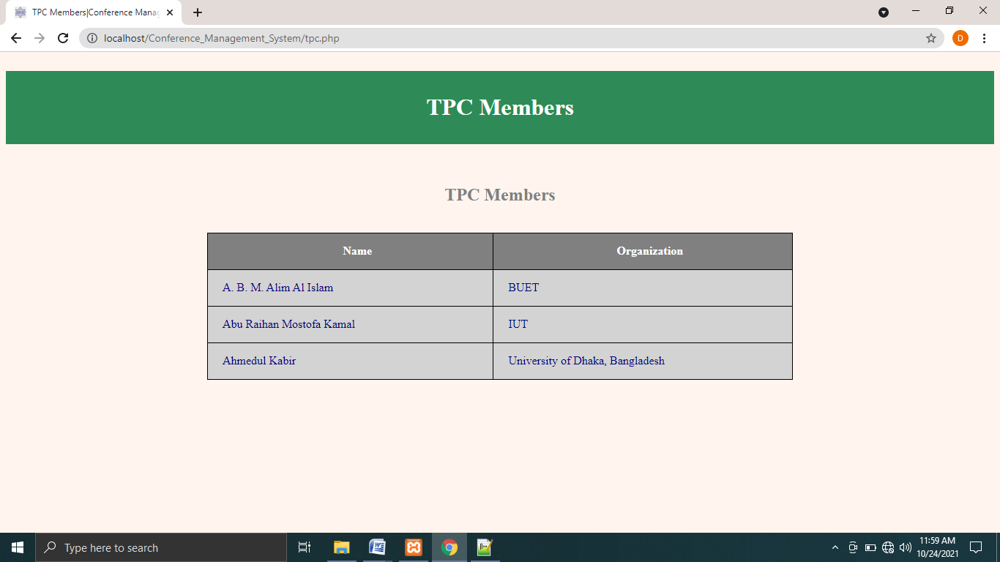 TPC Members|Conference Manag
localhost/Conference_Management_System/tpc.php
D
TPC Members
TPC Members
Name Organization
A. B. M. Alim Al Islam BUET
Abu Raihan Mostofa Kamal IUT
Ahmedul Kabir University of Dhaka, Bangladesh
Type here to search
11:59 AM
10/24/2021